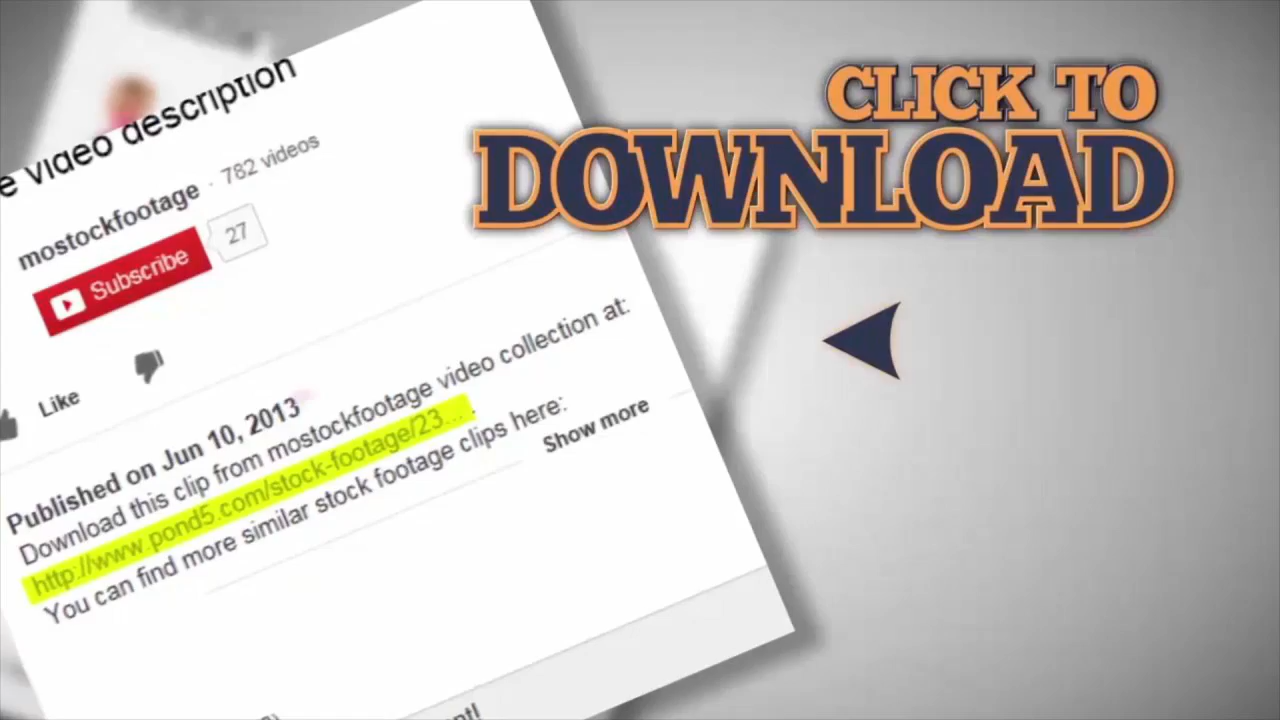 CLICK TO
DOWNLOAD
e video description
mostockfootage · 782 videos
Subscribe
27
Like
Published on Jun 10, 2013
Download this clip from mostockfootage video collection at:
http://www.pond5.com/stock-footage/23... .
You can find more similar stock footage clips here:
Show more